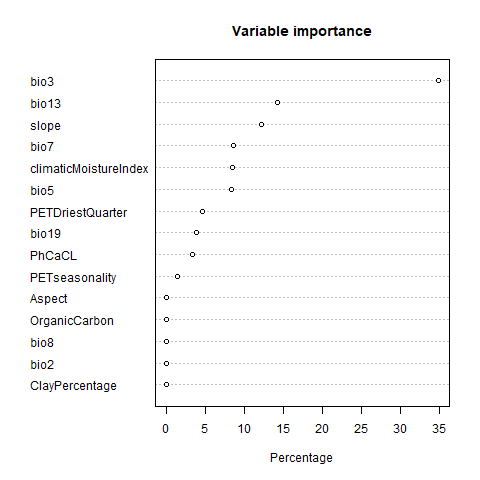 Variable importance
bio3
bio13
slope
bio7
climaticMoistureIndex
bio5
PETDriestQuarter
bio19
PhCaCL
PETseasonality
Aspect
OrganicCarbon
bio8
bio2
ClayPercentage
0 5 10 15 20 25 30 35
Percentage